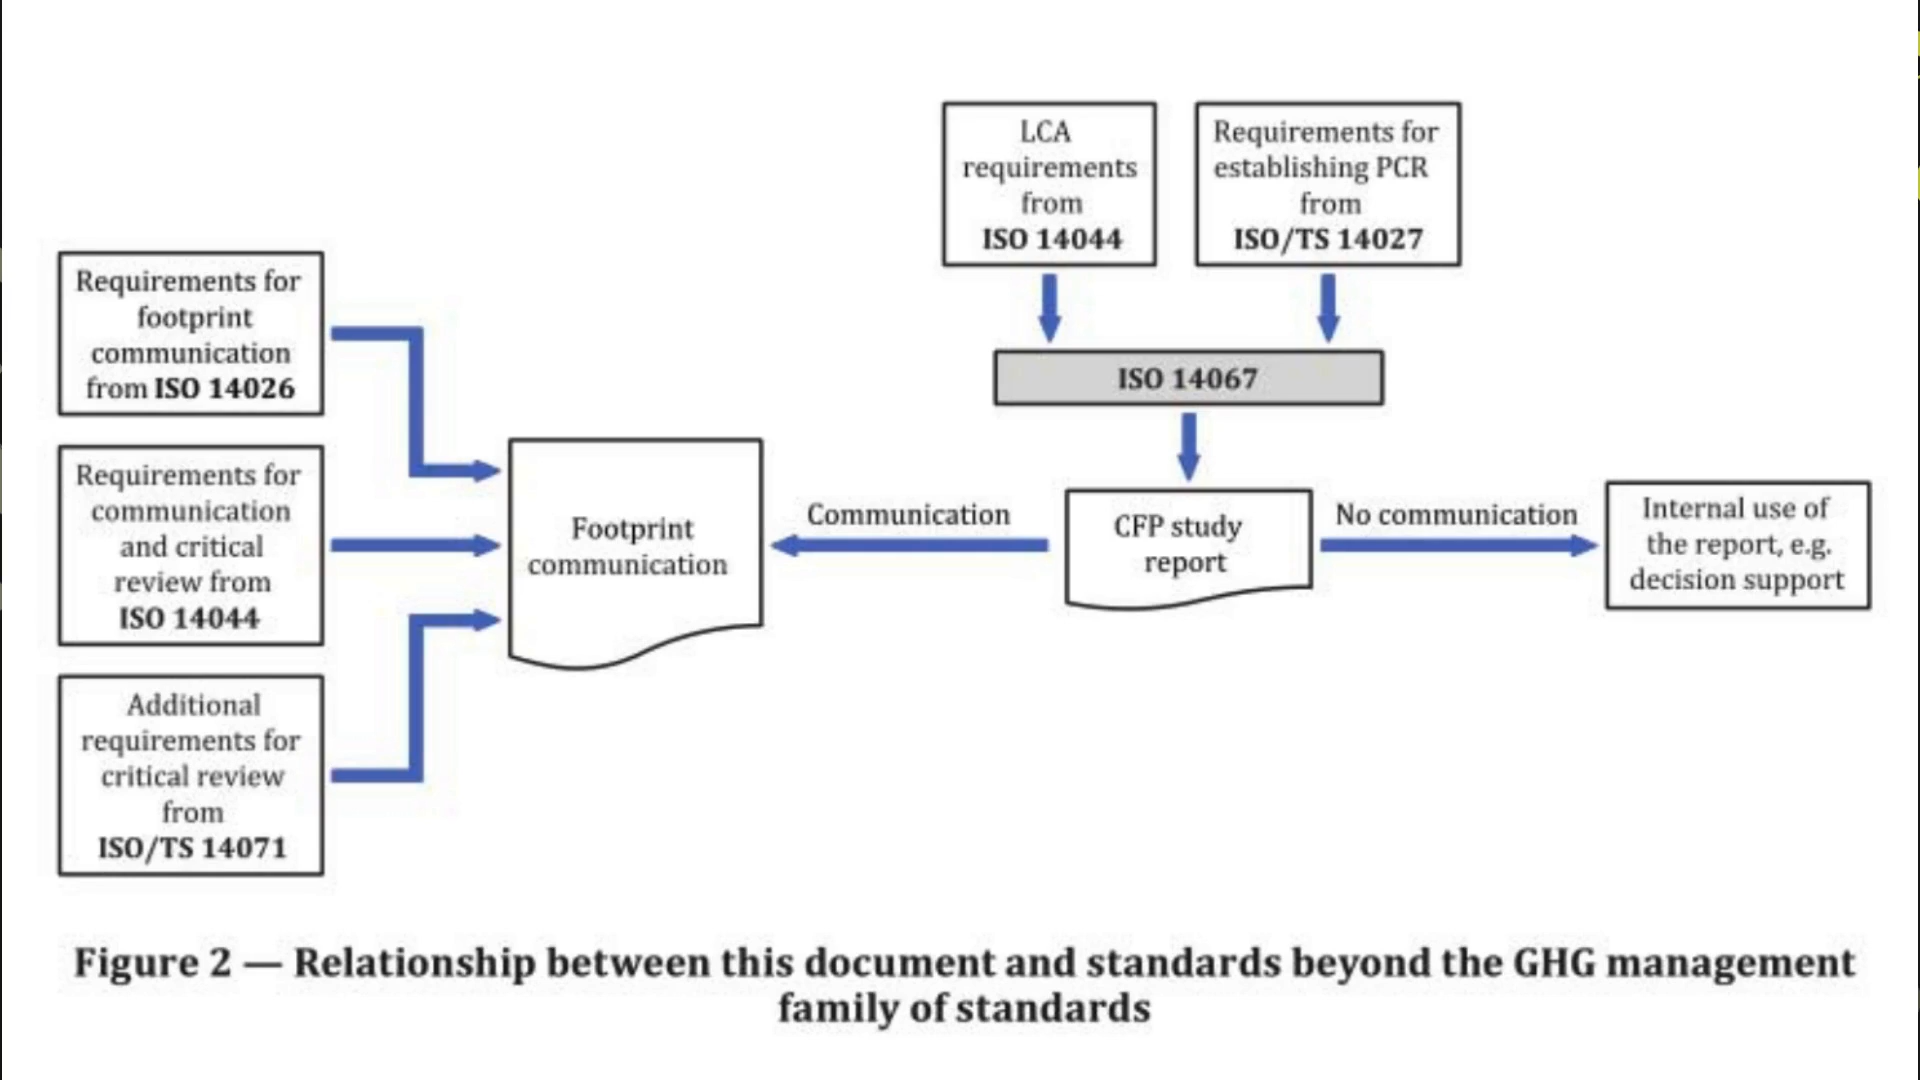 LCA
requirements
from
ISO 14044
Requirements for
establishing PCR
from
ISO/TS 14027
Requirements for
footprint
communication
from ISO 14026
ISO 14067
Requirements for
communication
and critical
review from
ISO 14044
Footprint
communication
Communication
CFP study
report
No communication
Internal use of
the report, e.g.
decision support
Additional
requirements for
critical review
from
ISO/TS 14071
Figure 2 — Relationship between this document and standards beyond the GHG management
family of standards